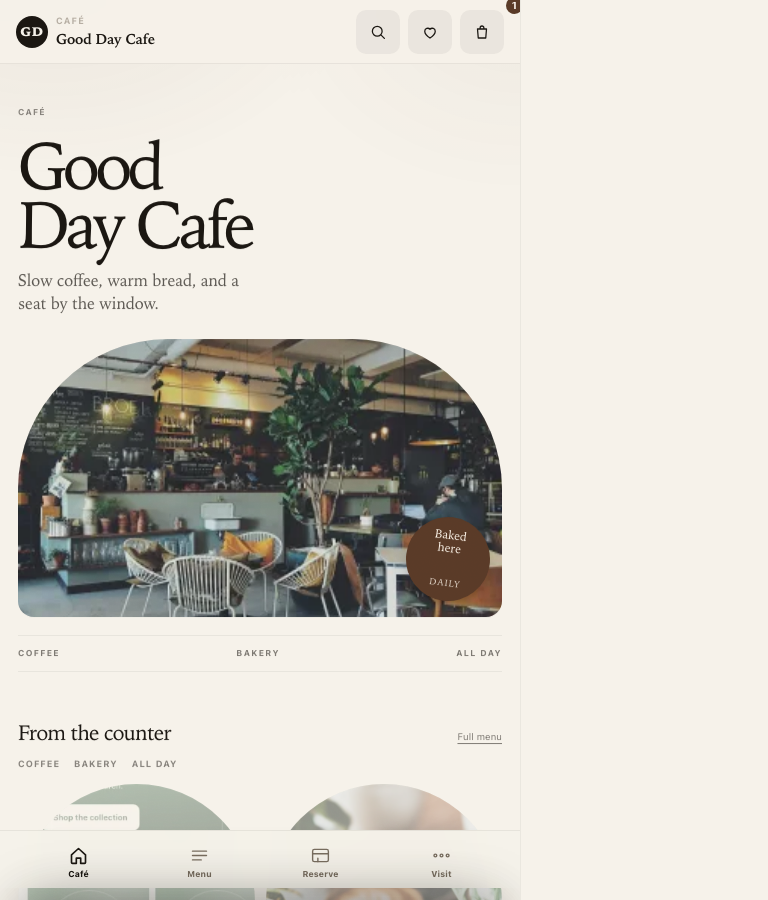 1
GD
CAFÉ
Good Day Cafe
CAFÉ
Good
Day Cafe
Slow coffee, warm bread, and a
seat by the window.
Baked
here
DAILY
COFFEE BAKERY ALL DAY
From the counter
Full menu
COFFEE BAKERY ALL DAY
Shop the collection
Café Menu Reserve Visit